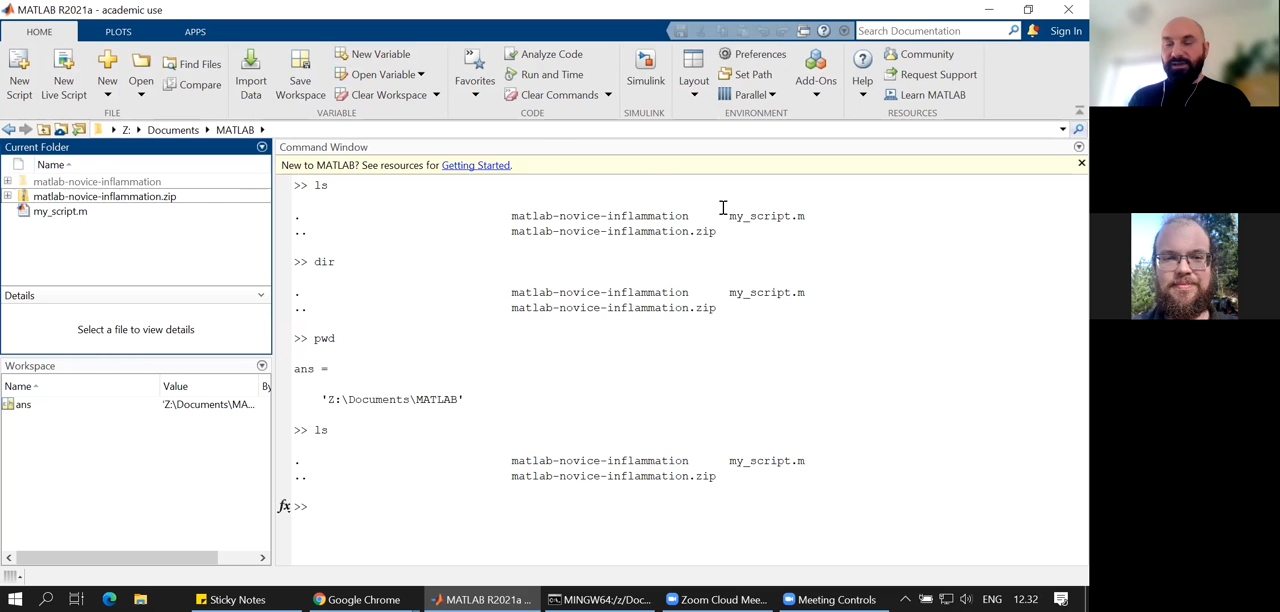 MATLAB R2021a - academic use
HOME PLOTS APPS
Search Documentation
Sign In
New Script
New Live Script
New
Open
Find Files
Compare
FILE
Import Data
Save Workspace
New Variable
Open Variable
Clear Workspace
VARIABLE
Favorites
Analyze Code
Run and Time
Clear Commands
CODE
Simulink
SIMULINK
Layout
Preferences
Set Path
Parallel
Add-Ons
ENVIRONMENT
Help
Community
Request Support
Learn MATLAB
RESOURCES
Z: Documents MATLAB
Current Folder
Name
matlab-novice-inflammation
matlab-novice-inflammation.zip
my_script.m
Details
Select a file to view details
Workspace
Name Value By
ans 'Z:\Documents\MA...
Command Window
New to MATLAB? See resources for Getting Started.
>> ls
. matlab-novice-inflammation my_script.m
.. matlab-novice-inflammation.zip
>> dir
. matlab-novice-inflammation my_script.m
.. matlab-novice-inflammation.zip
>> pwd
ans =
'Z:\Documents\MATLAB'
>> ls
. matlab-novice-inflammation my_script.m
.. matlab-novice-inflammation.zip
fx >>
Sticky Notes Google Chrome MATLAB R2021a ... MINGW64:/z/Doc... Zoom Cloud Mee... Meeting Controls ENG 12.32